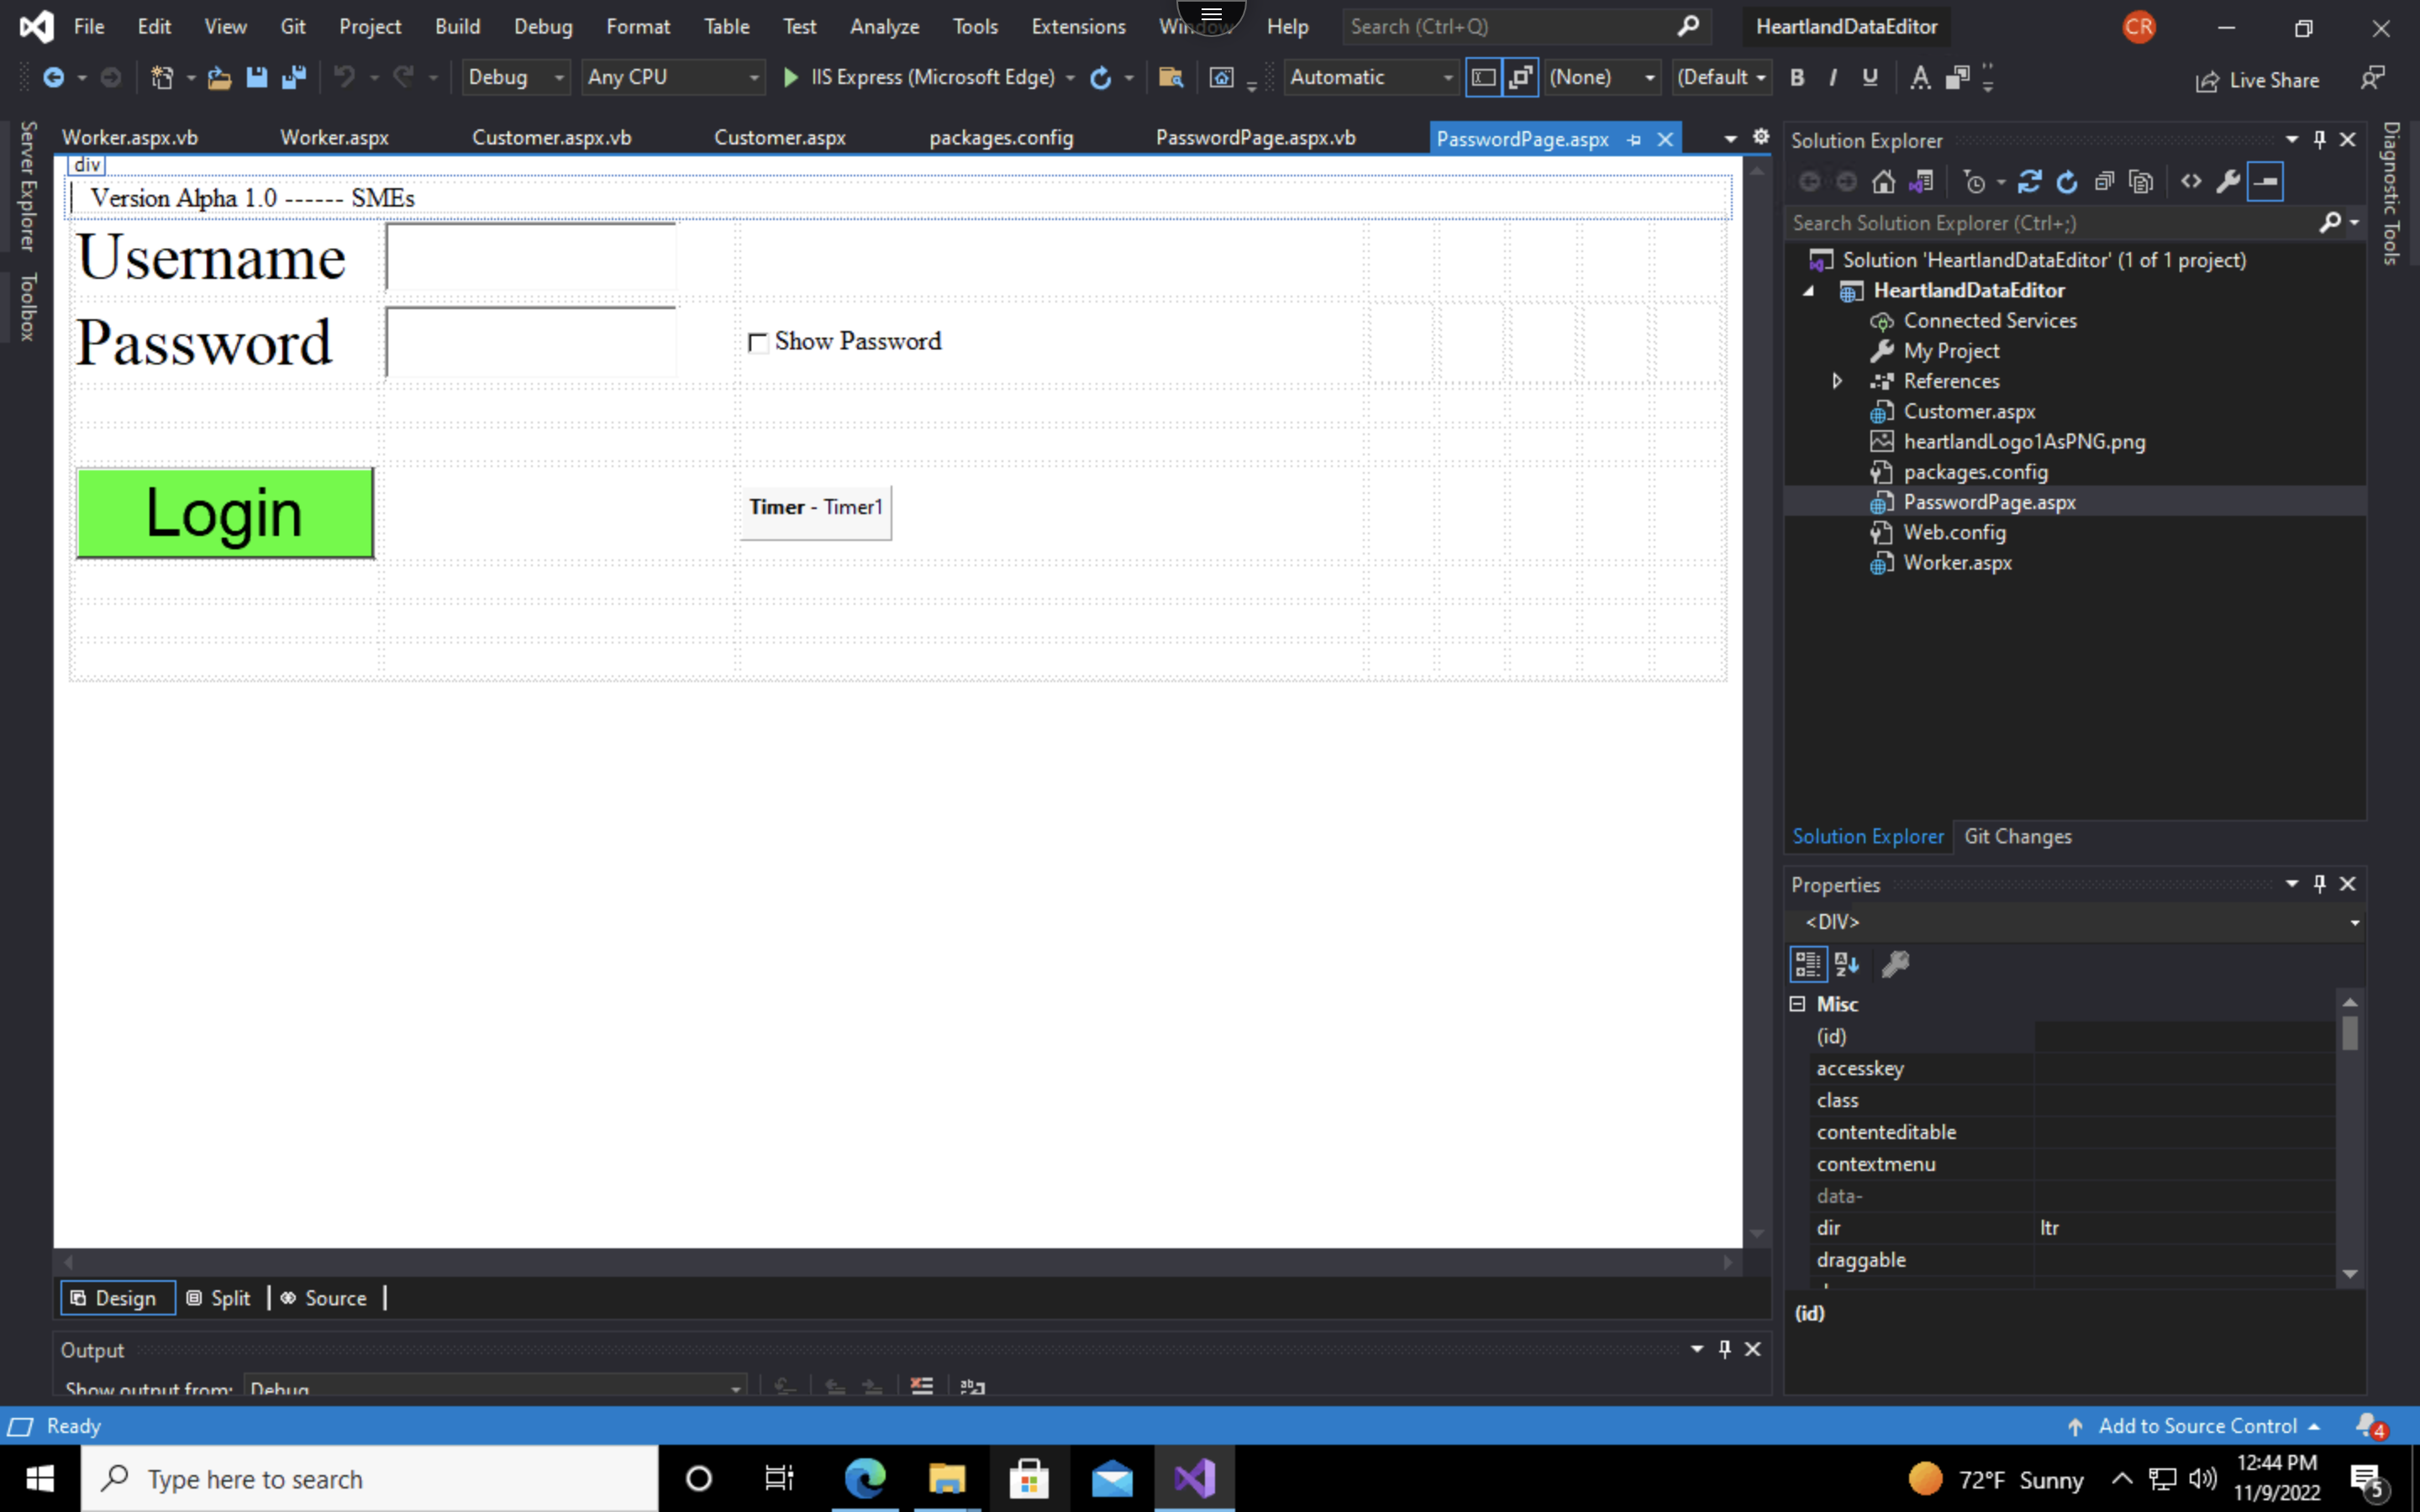 File Edit View Git Project Build Debug Format Table Test Analyze Tools Extensions Window Help Search (Ctrl+Q) HeartlandDataEditor CR
Debug Any CPU IIS Express (Microsoft Edge) Automatic (None) (Default B I U A Live Share
Server Explorer
Toolbox
Worker.aspx.vb Worker.aspx Customer.aspx.vb Customer.aspx packages.config PasswordPage.aspx.vb PasswordPage.aspx
div
Version Alpha 1.0 ------ SMEs
Username
Password Show Password
Login Timer - Timer1
Design Split Source
Output
Show output from: Debug
Solution Explorer
Search Solution Explorer (Ctrl+;)
Solution 'HeartlandDataEditor' (1 of 1 project)
HeartlandDataEditor
Connected Services
My Project
References
Customer.aspx
heartlandLogo1AsPNG.png
packages.config
PasswordPage.aspx
Web.config
Worker.aspx
Solution Explorer Git Changes
Properties
<DIV>
Misc
(id)
accesskey
class
contenteditable
contextmenu
data-
dir ltr
draggable
(id)
Diagnostic Tools
Ready Add to Source Control 4
Type here to search 72°F Sunny 12:44 PM
11/9/2022 5